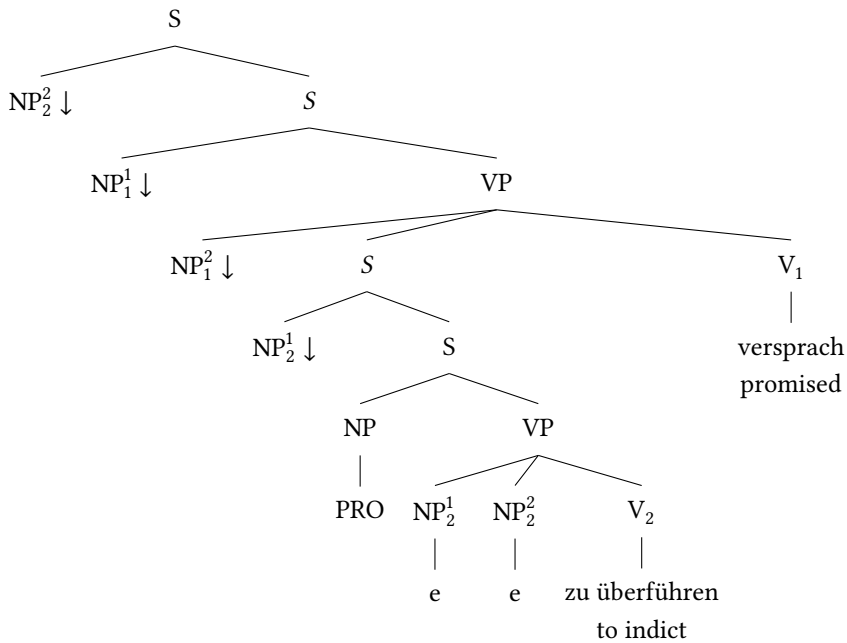 S
NP₂² ↓ S
NP₁¹ ↓ VP
NP₁² ↓ S V₁
NP₂¹ ↓ S versprach
promised
NP VP
PRO NP₂¹ NP₂² V₂
e e zu überführen
to indict